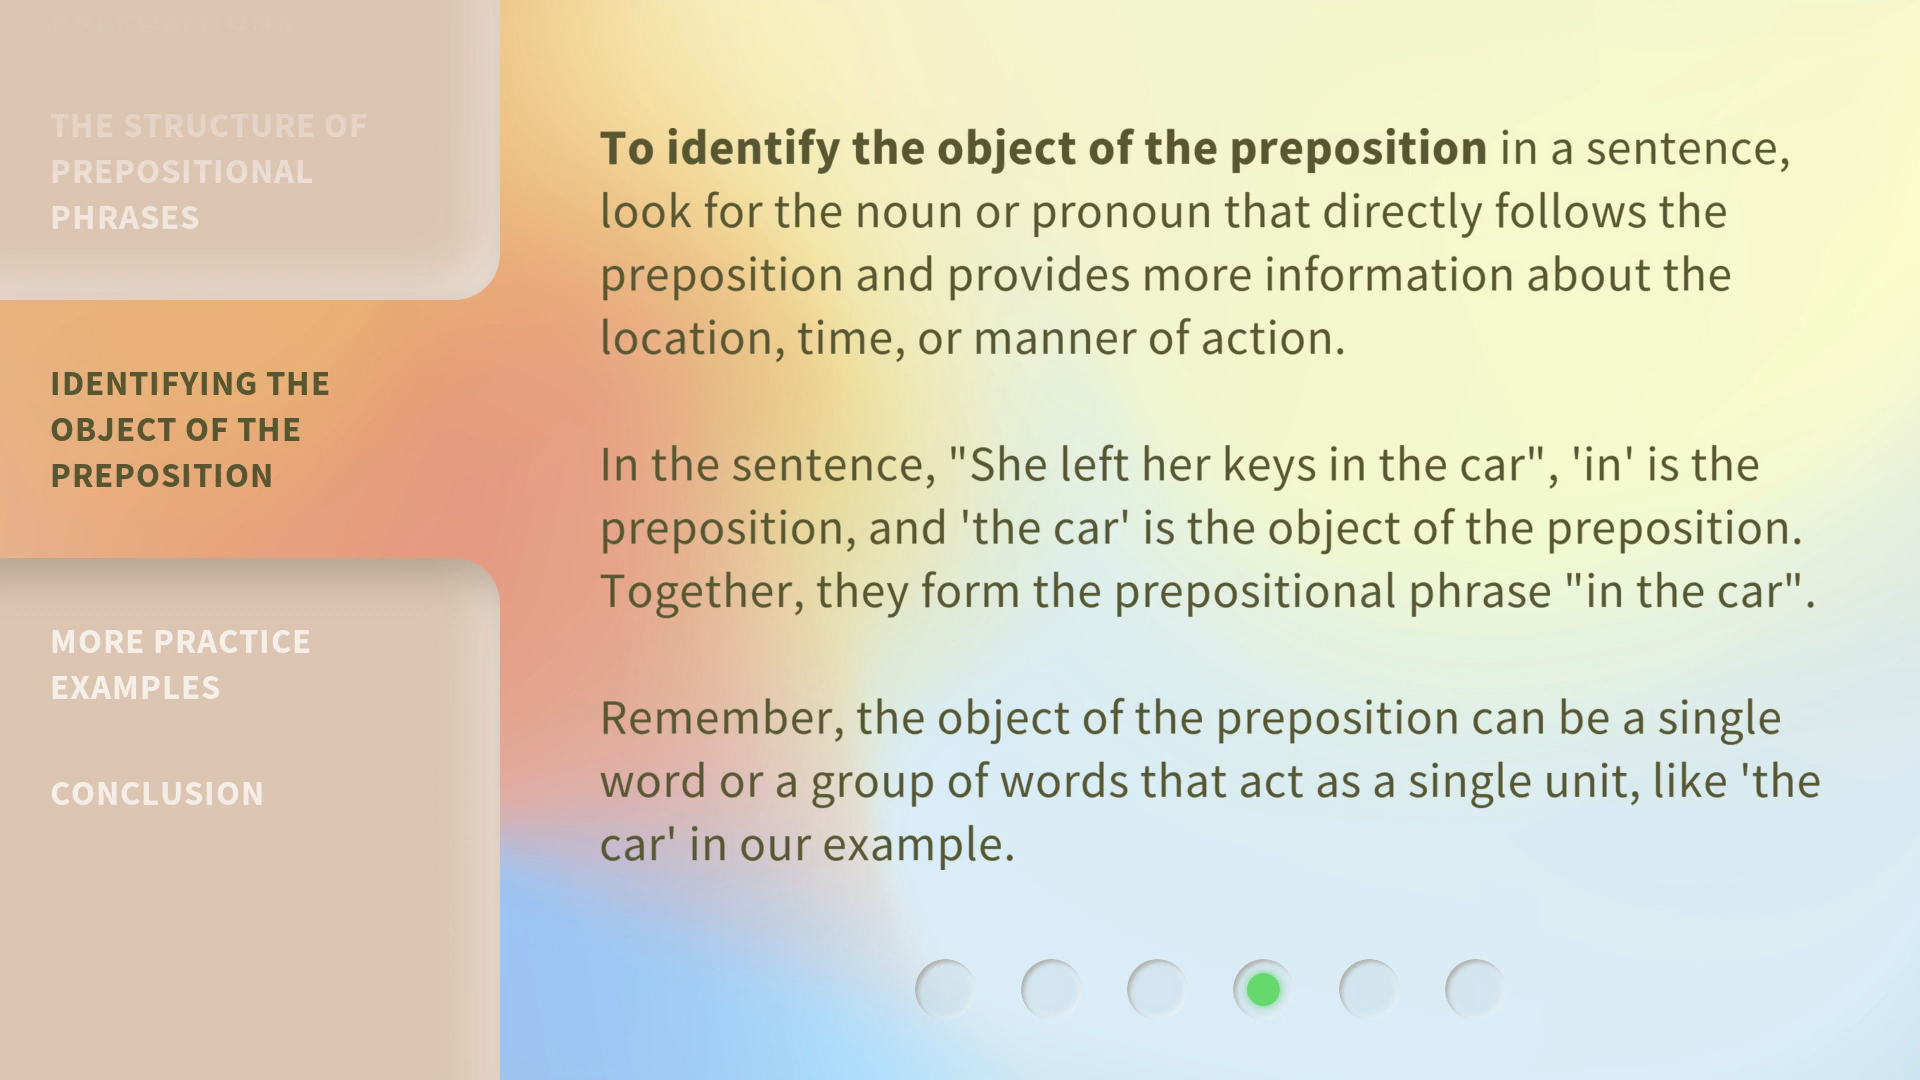 THE STRUCTURE OF
PREPOSITIONAL
PHRASES
IDENTIFYING THE
OBJECT OF THE
PREPOSITION
MORE PRACTICE
EXAMPLES
CONCLUSION
To identify the object of the preposition in a sentence,
look for the noun or pronoun that directly follows the
preposition and provides more information about the
location, time, or manner of action.
In the sentence, "She left her keys in the car", 'in' is the
preposition, and 'the car' is the object of the preposition.
Together, they form the prepositional phrase "in the car".
Remember, the object of the preposition can be a single
word or a group of words that act as a single unit, like 'the
car' in our example.